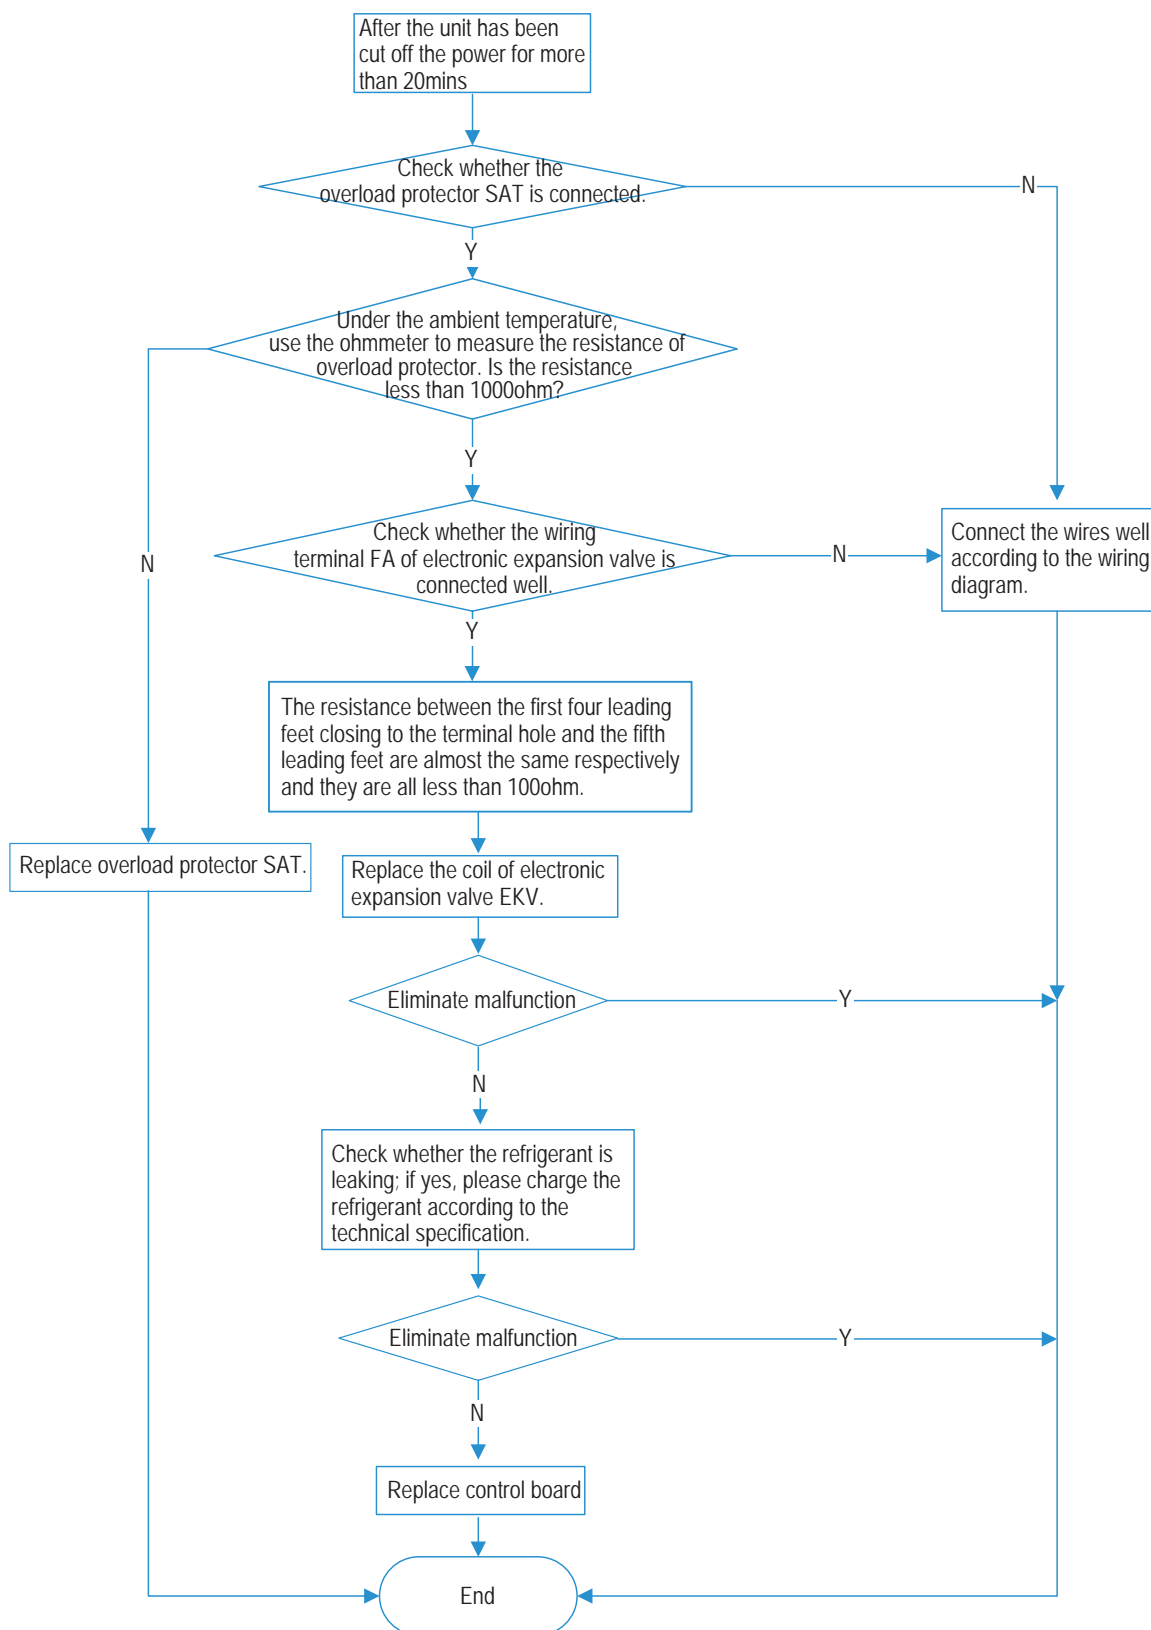 After the unit has been
cut off the power for more
than 20mins
Check whether the
overload protector SAT is connected.
N
Y
Under the ambient temperature,
use the ohmmeter to measure the resistance of
overload protector. Is the resistance
less than 1000ohm?
Y
N
Check whether the wiring
terminal FA of electronic expansion valve is
connected well.
N
Connect the wires well
according to the wiring
diagram.
Y
The resistance between the first four leading
feet closing to the terminal hole and the fifth
leading feet are almost the same respectively
and they are all less than 100ohm.
Replace overload protector SAT.
Replace the coil of electronic
expansion valve EKV.
Eliminate malfunction
Y
N
Check whether the refrigerant is
leaking; if yes, please charge the
refrigerant according to the
technical specification.
Eliminate malfunction
Y
N
Replace control board
End